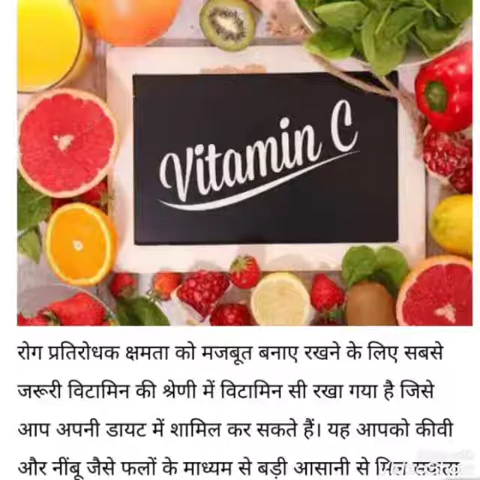 Vitamin C
रोग प्रतिरोधक क्षमता को मजबूत बनाए रखने के लिए सबसे
जरूरी विटामिन की श्रेणी में विटामिन सी रखा गया है जिसे
आप अपनी डायट में शामिल कर सकते हैं। यह आपको कीवी
और नींबू जैसे फलों के माध्यम से बड़ी आसानी से मिल सकता